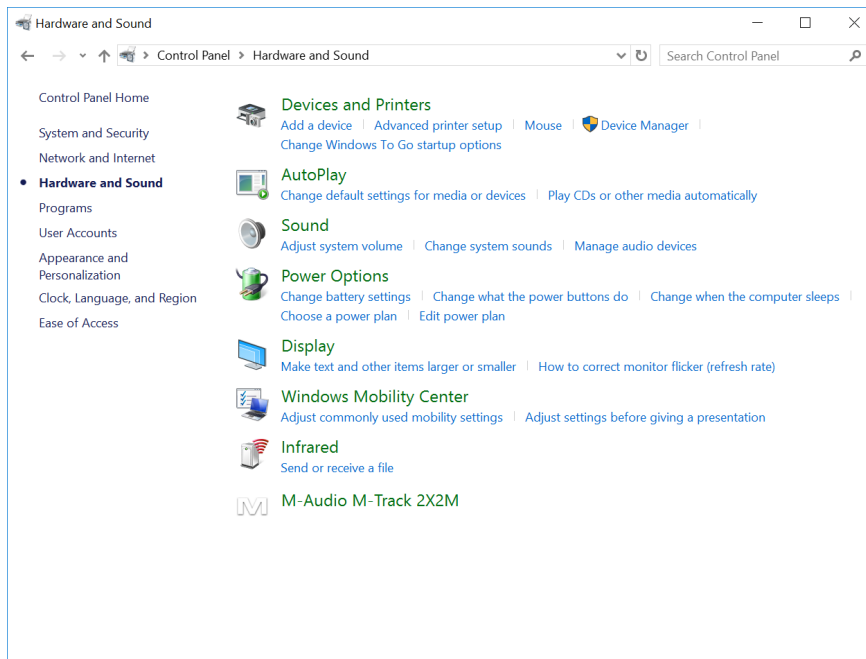 Hardware and Sound
Control Panel > Hardware and Sound
Search Control Panel
Control Panel Home
System and Security
Network and Internet
Hardware and Sound
Programs
User Accounts
Appearance and
Personalization
Clock, Language, and Region
Ease of Access
Devices and Printers
Add a device | Advanced printer setup | Mouse | Device Manager |
Change Windows To Go startup options
AutoPlay
Change default settings for media or devices | Play CDs or other media automatically
Sound
Adjust system volume | Change system sounds | Manage audio devices
Power Options
Change battery settings | Change what the power buttons do | Change when the computer sleeps |
Choose a power plan | Edit power plan
Display
Make text and other items larger or smaller | How to correct monitor flicker (refresh rate)
Windows Mobility Center
Adjust commonly used mobility settings | Adjust settings before giving a presentation
Infrared
Send or receive a file
M M-Audio M-Track 2X2M